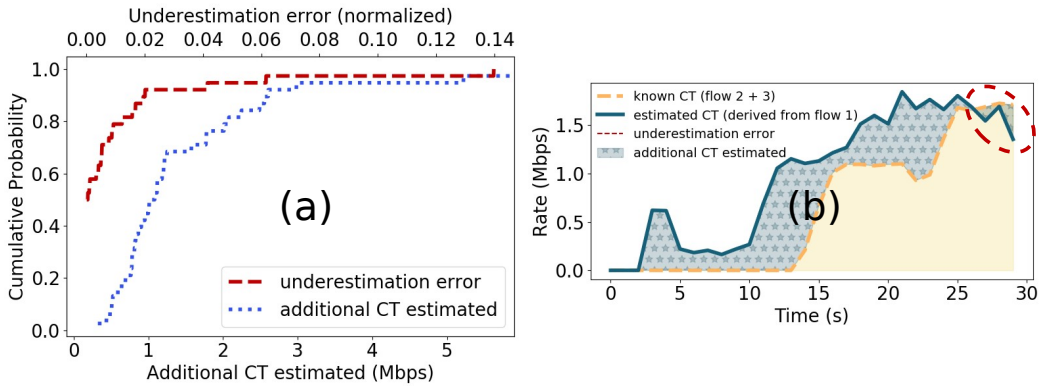 Underestimation error (normalized)
0.00 0.02 0.04 0.06 0.08 0.10 0.12 0.14
Cumulative Probability
1.0
0.8
0.6
0.4
0.2
0.0
(a)
underestimation error
additional CT estimated
0 1 2 3 4 5
Additional CT estimated (Mbps)
Rate (Mbps)
1.5
1.0
0.5
0.0
known CT (flow 2 + 3)
estimated CT (derived from flow 1)
underestimation error
additional CT estimated
(b)
0 5 10 15 20 25 30
Time (s)